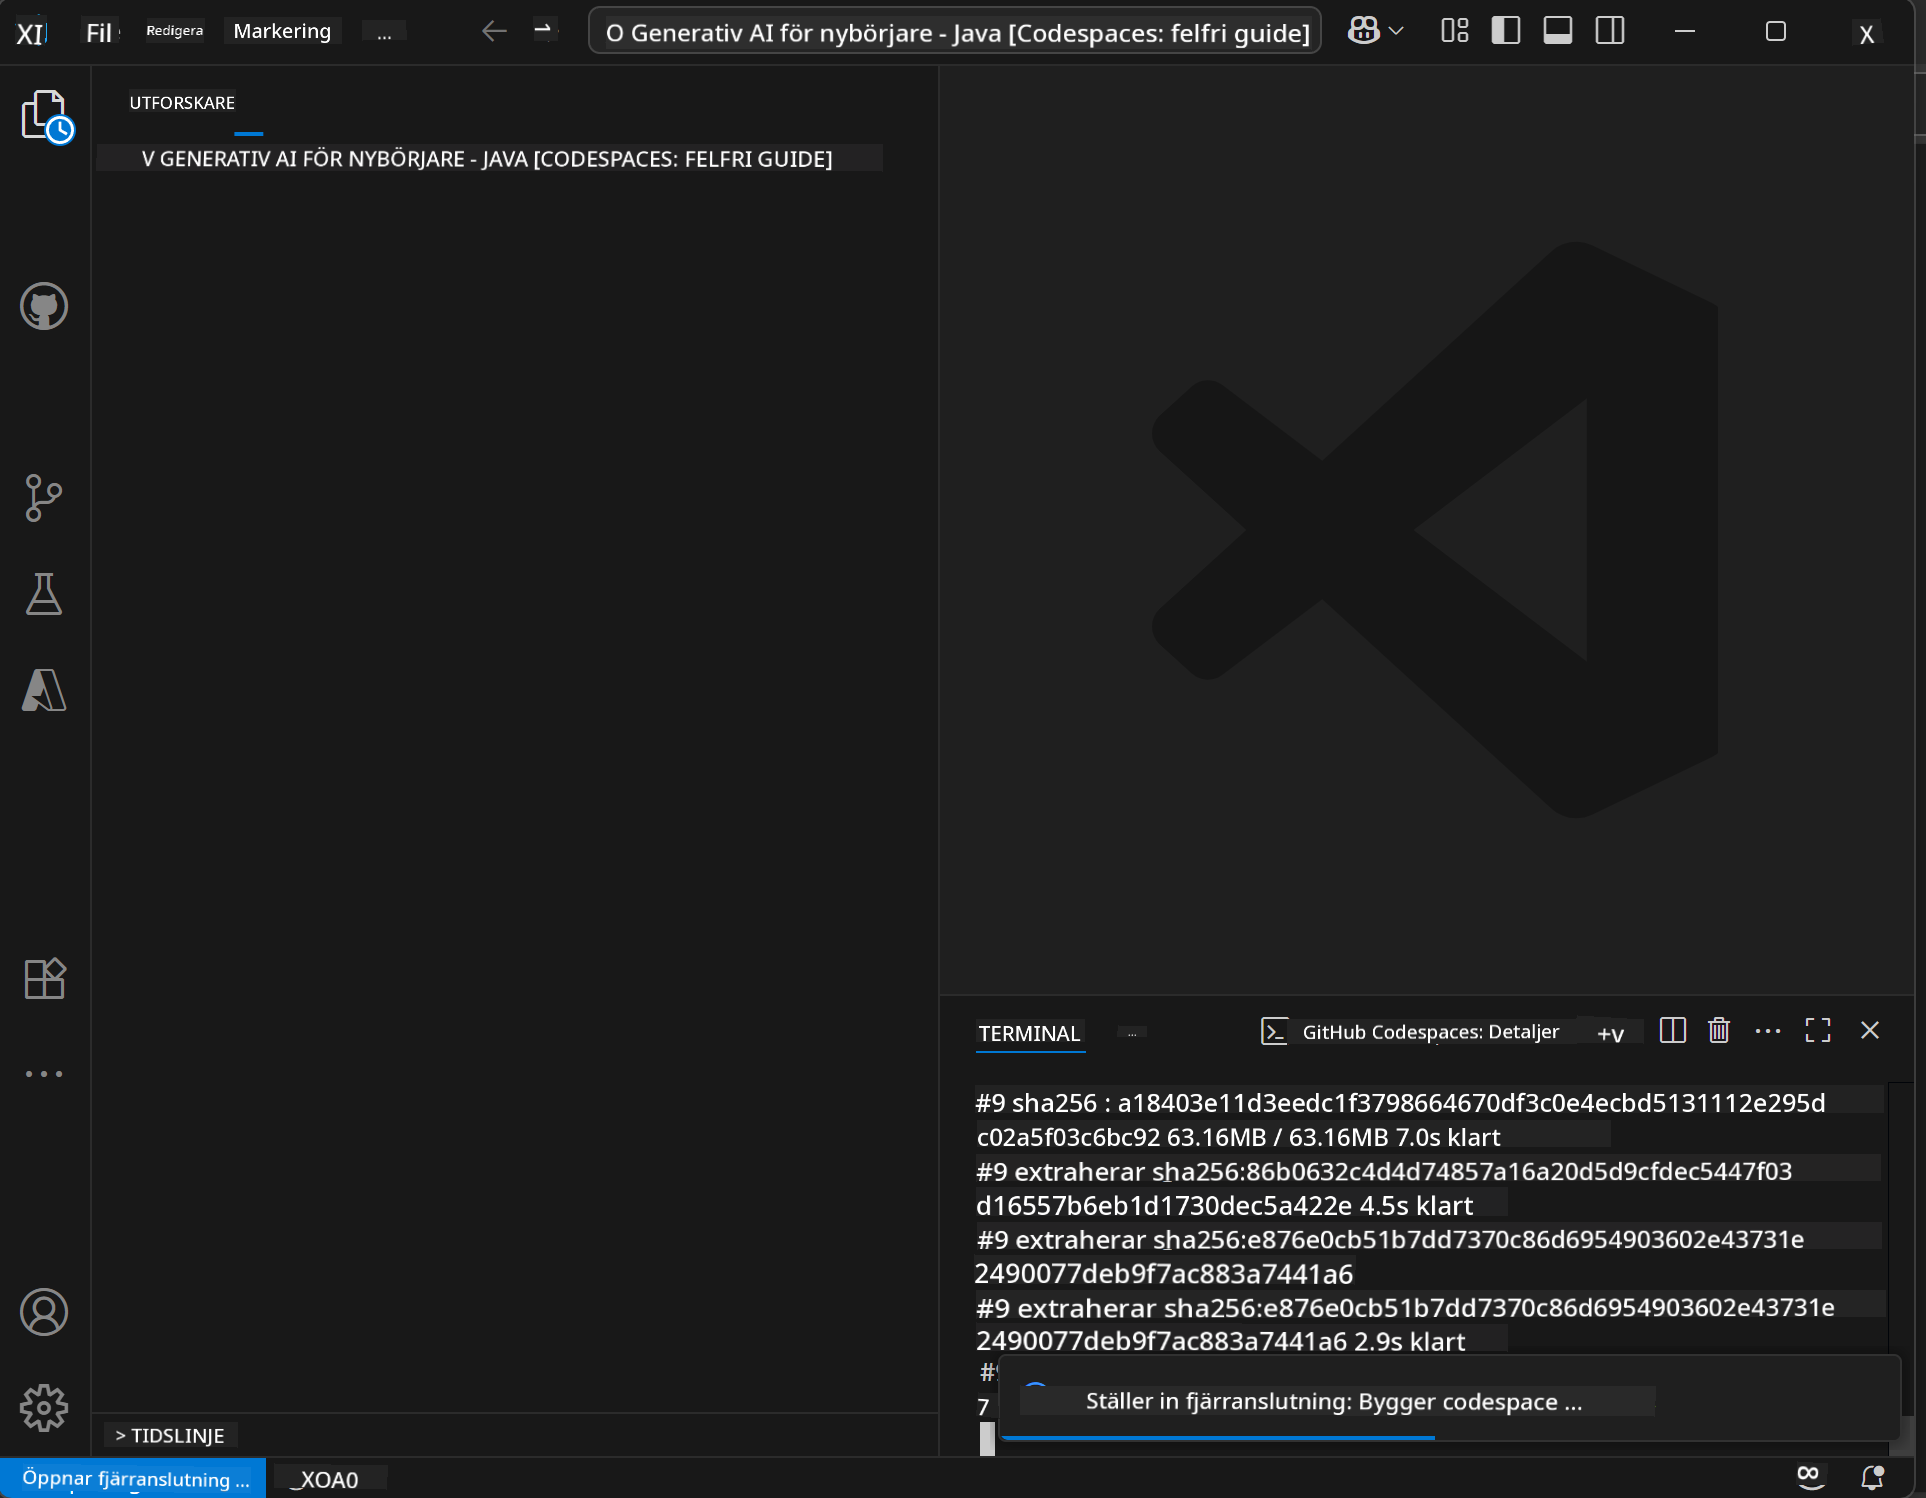 Fil Redigera Markering ... O Generativ AI för nybörjare - Java [Codespaces: felfri guide]
UTFORSKARE
V GENERATIV AI FÖR NYBÖRJARE - JAVA [CODESPACES: FELFRI GUIDE]
TERMINAL ... GitHub Codespaces: Detaljer +v
#9 sha256 : a18403e11d3eedc1f3798664670df3c0e4ecbd5131112e295d
c02a5f03c6bc92 63.16MB / 63.16MB 7.0s klart
#9 extraherar sha256:86b0632c4d4d74857a16a20d5d9cfdec5447f03
d16557b6eb1d1730dec5a422e 4.5s klart
#9 extraherar sha256:e876e0cb51b7dd7370c86d6954903602e43731e
2490077deb9f7ac883a7441a6
#9 extraherar sha256:e876e0cb51b7dd7370c86d6954903602e43731e
2490077deb9f7ac883a7441a6 2.9s klart
7
Ställer in fjärranslutning: Bygger codespace ...
> TIDSLINJE
Öppnar fjärranslutning ... _XOA0